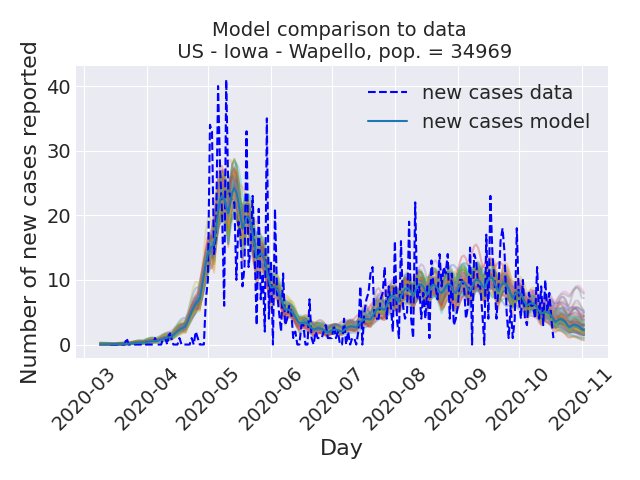 Model comparison to data
US - Iowa - Wapello, pop. = 34969
new cases data
new cases model
Number of new cases reported
40
30
20
10
0
2020-03
2020-04
2020-05
2020-06
2020-07
2020-08
2020-09
2020-10
2020-11
Day